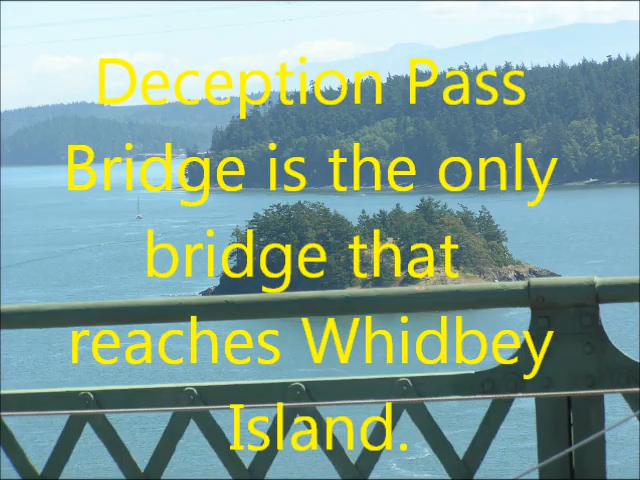 Deception Pass
Bridge is the only
bridge that
reaches Whidbey
Island.